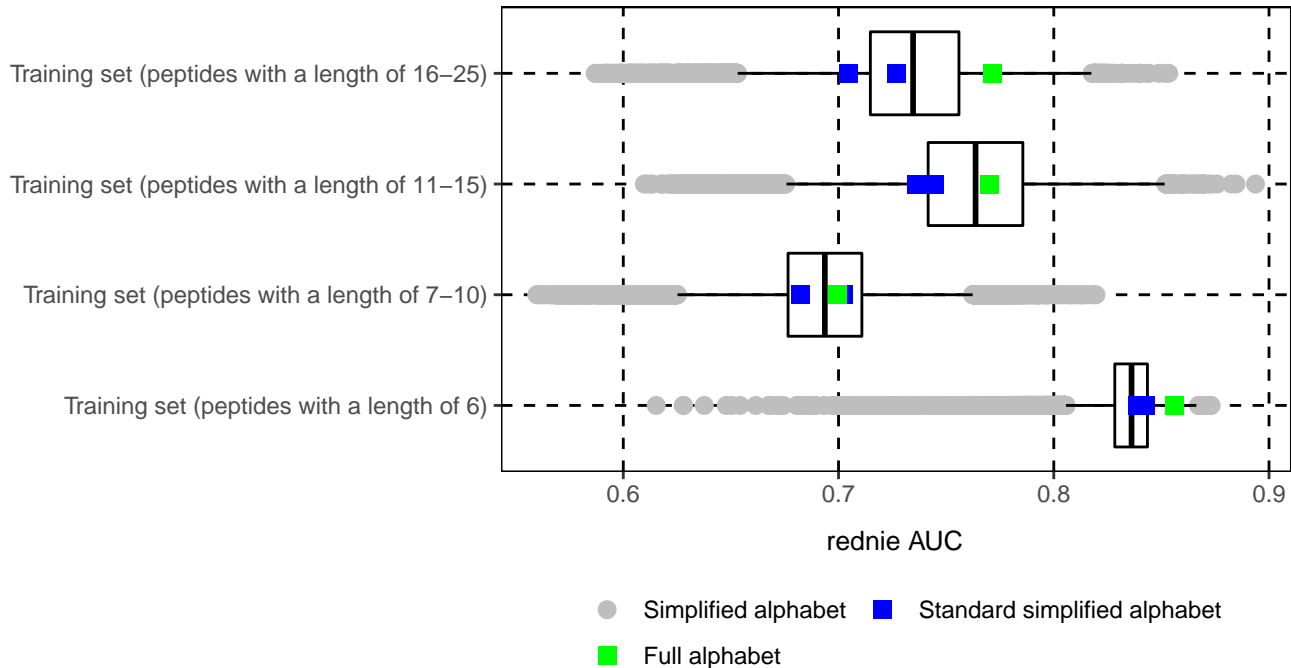 Training set (peptides with a length of 16−25)
Training set (peptides with a length of 11−15)
Training set (peptides with a length of 7−10)
Training set (peptides with a length of 6)
0.6 0.7 0.8 0.9
rednie AUC
Simplified alphabet Standard simplified alphabet
Full alphabet